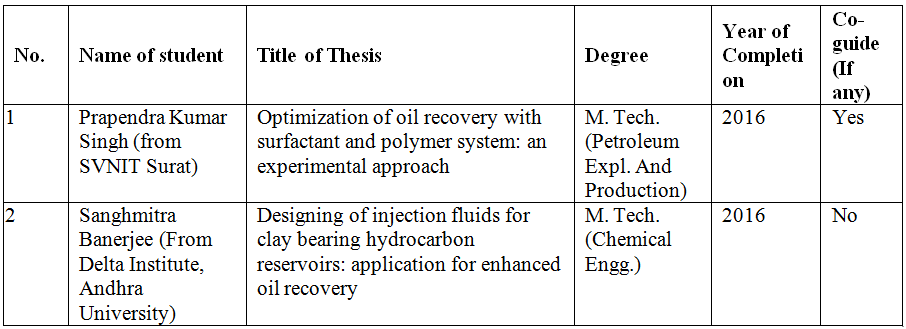 No.
Name of student
Title of Thesis
Degree
Year of
Completi
on
Co-
guide
(If
any)
1
Prapendra Kumar
Singh (from
SVNIT Surat)
Optimization of oil recovery with
surfactant and polymer system: an
experimental approach
M. Tech.
(Petroleum
Expl. And
Production)
2016
Yes
2
Sanghmitra
Banerjee (From
Delta Institute,
Andhra
University)
Designing of injection fluids for
clay bearing hydrocarbon
reservoirs: application for enhanced
oil recovery
M. Tech.
(Chemical
Engg.)
2016
No